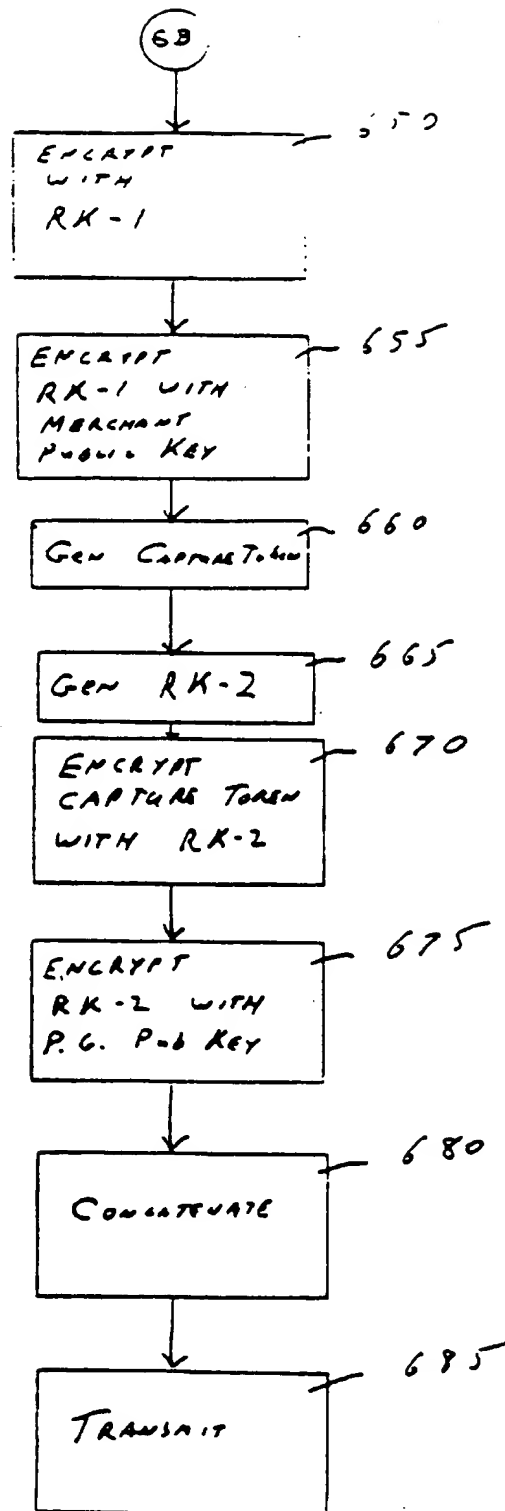 6B
650
ENCRYPT
WITH
RK-1
655
ENCRYPT
RK-1 WITH
MERCHANT
PUBLIC KEY
660
GEN CAPTURE TOKEN
665
GEN RK-2
670
ENCRYPT
CAPTURE TOKEN
WITH RK-2
675
ENCRYPT
RK-2 WITH
P.G. PUB KEY
680
CONCATENATE
685
TRANSMIT